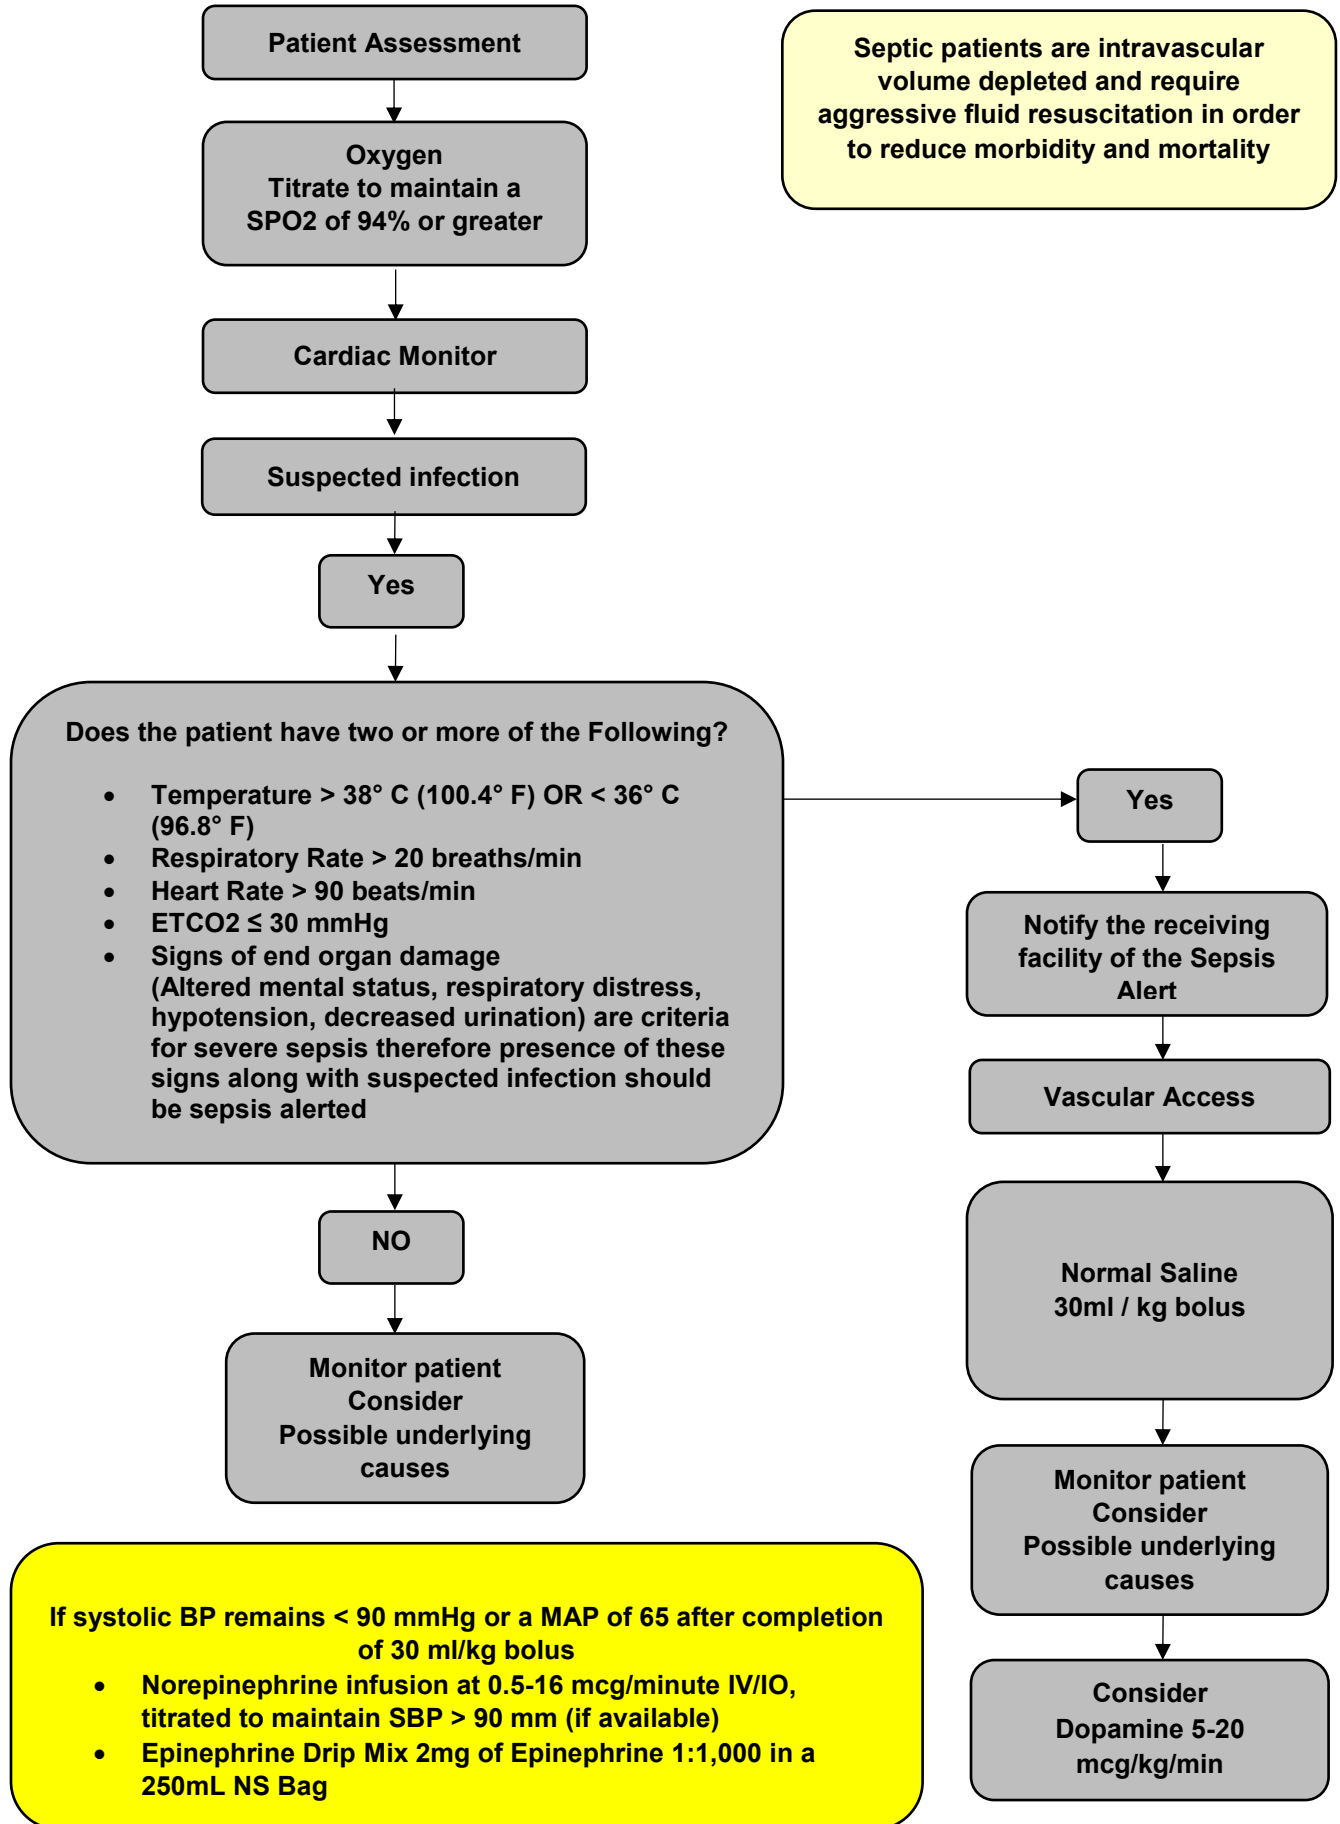 Patient Assessment
Septic patients are intravascular
volume depleted and require
aggressive fluid resuscitation in order
to reduce morbidity and mortality
Oxygen
Titrate to maintain a
SPO2 of 94% or greater
Cardiac Monitor
Suspected infection
Yes
Does the patient have two or more of the Following?
• Temperature > 38° C (100.4° F) OR < 36° C
(96.8° F)
• Respiratory Rate > 20 breaths/min
• Heart Rate > 90 beats/min
• ETCO2 ≤ 30 mmHg
• Signs of end organ damage
(Altered mental status, respiratory distress,
hypotension, decreased urination) are criteria
for severe sepsis therefore presence of these
signs along with suspected infection should
be sepsis alerted
Yes
Notify the receiving
facility of the Sepsis
Alert
Vascular Access
Normal Saline
30ml / kg bolus
Monitor patient
Consider
Possible underlying
causes
Consider
Dopamine 5-20
mcg/kg/min
NO
Monitor patient
Consider
Possible underlying
causes
If systolic BP remains < 90 mmHg or a MAP of 65 after completion
of 30 ml/kg bolus
• Norepinephrine infusion at 0.5-16 mcg/minute IV/IO,
titrated to maintain SBP > 90 mm (if available)
• Epinephrine Drip Mix 2mg of Epinephrine 1:1,000 in a
250mL NS Bag